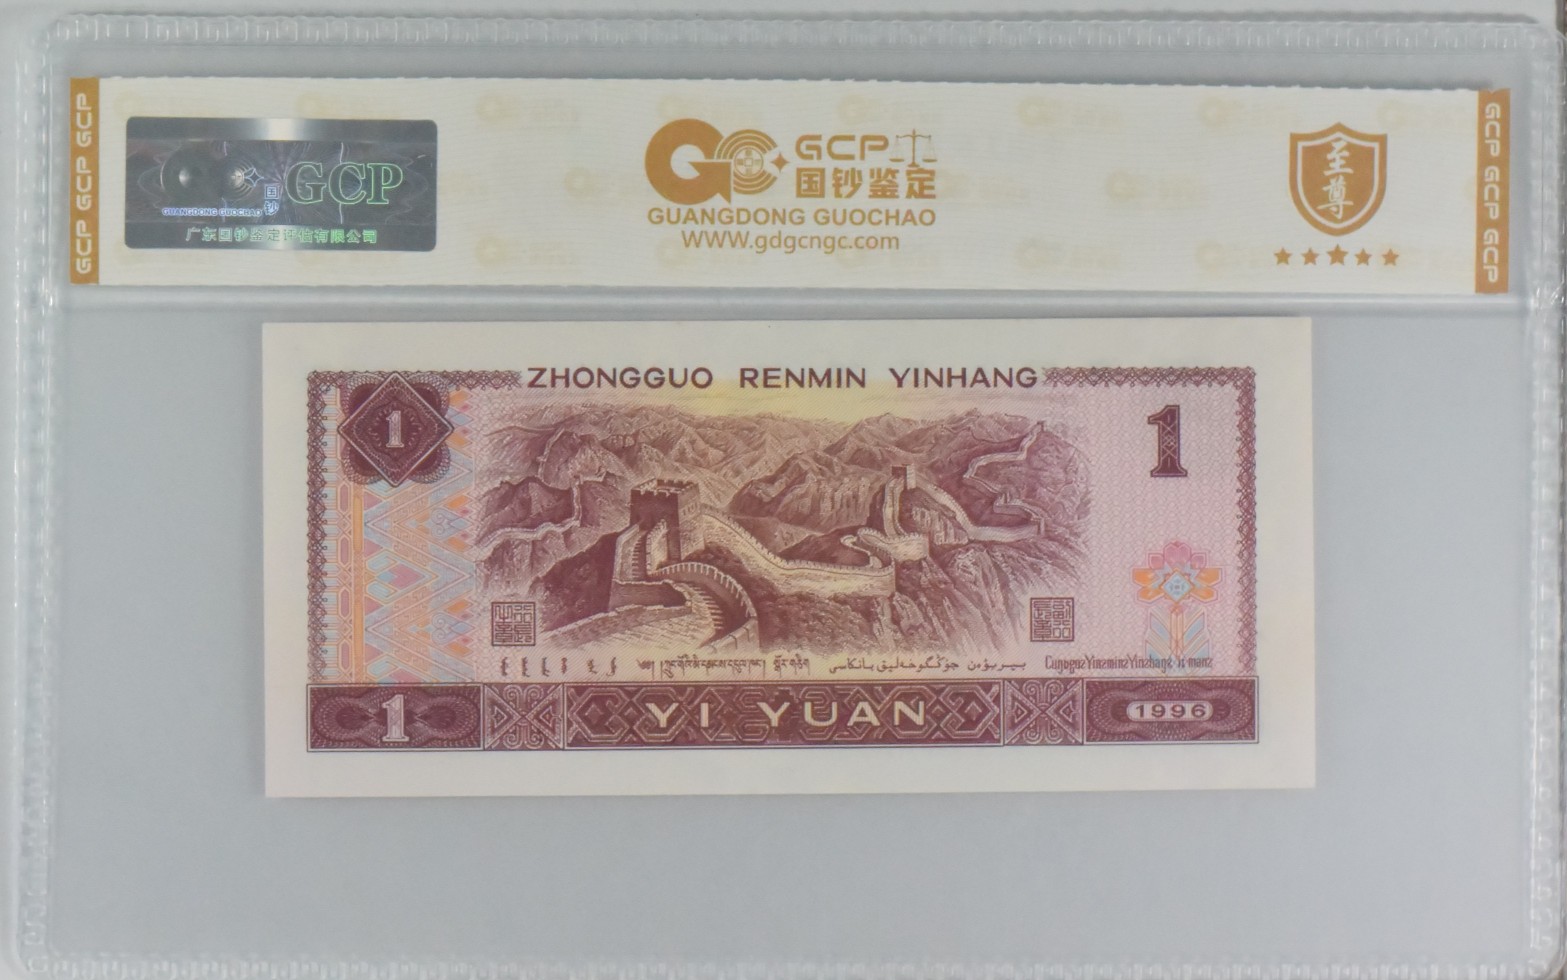 GCP GCP GCP
GCP
国
钞
GUANGDONG GUOCHAO
广东国钞鉴定评估有限公司
GCP
国钞鉴定
GUANGDONG GUOCHAO
WWW.gdgcngc.com
至
尊
GCP GCP GCP
ZHONGGUO RENMIN YINHANG
1
1
1
YI YUAN
1996